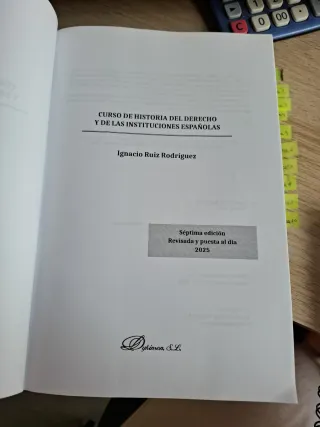 CURSO DE HISTORIA DEL DERECHO
Y DE LAS INSTITUCIONES ESPAÑOLAS
Ignacio Ruiz Rodríguez
Séptima edición
Revisada y puesta al día
2025
Dykinson, S.L.